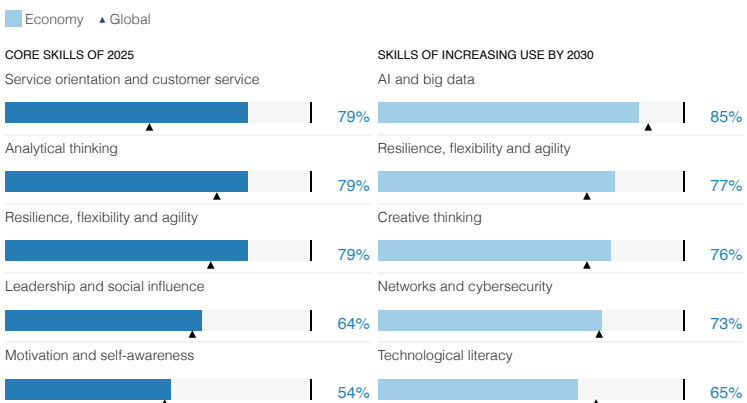 Economy Global
CORE SKILLS OF 2025
Service orientation and customer service
79%
Analytical thinking
79%
Resilience, flexibility and agility
79%
Leadership and social influence
64%
Motivation and self-awareness
54%
SKILLS OF INCREASING USE BY 2030
AI and big data
85%
Resilience, flexibility and agility
77%
Creative thinking
76%
Networks and cybersecurity
73%
Technological literacy
65%